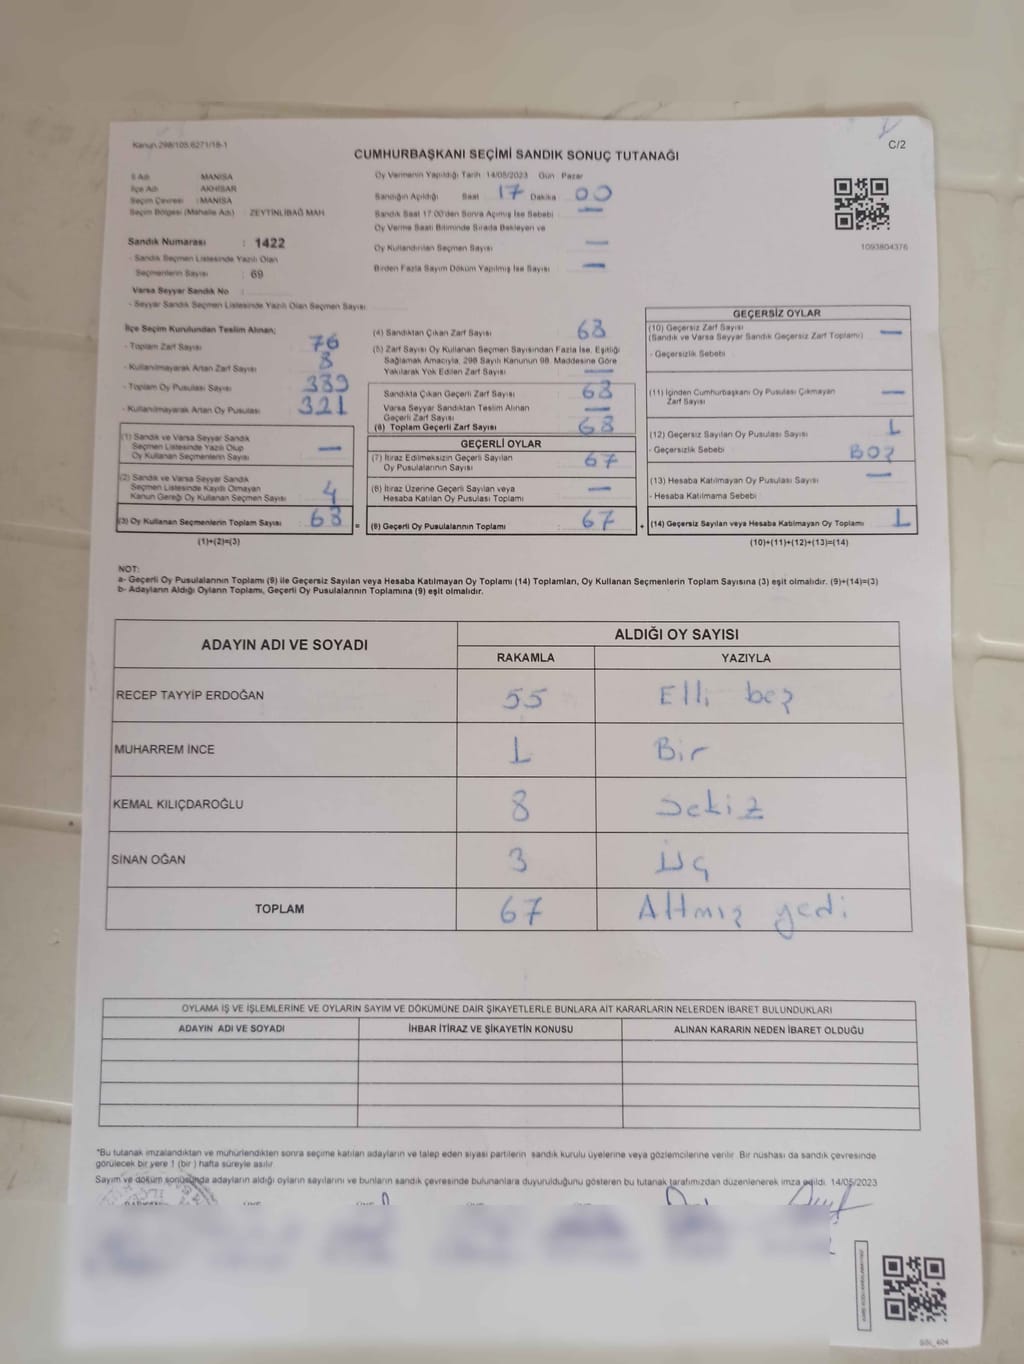 Kanun 298/105,6271/18-1
C/2
CUMHURBAŞKANI SEÇİMİ SANDIK SONUÇ TUTANAĞI
İl Adı MANİSA
İlçe Adı AKHİSAR
Seçim Çevresi : MANİSA
Seçim Bölgesi (Mahalle Adı) : ZEYTİNLİBAĞ MAH
Sandık Numarası : 1422
- Sandık Seçmen Listesinde Yazılı Olan
Seçmenlerin Sayısı : 69
Varsa Seyyar Sandık No
- Seyyar Sandık Seçmen Listesinde Yazılı Olan Seçmen Sayısı
Oy Vermenin Yapıldığı Tarih 14/05/2023 Gün Pazar
Sandığın Açıldığı Saat 17 Dakika 00
Sandık Saat 17.00'den Sonra Açılmış İse Sebebi —
Oy Verme Saati Bitiminde Sırada Bekleyen ve
Oy Kullandırılan Seçmen Sayısı —
Birden Fazla Sayım Döküm Yapılmış İse Sayısı —
1093804376
İlçe Seçim Kurulundan Teslim Alınan;
- Toplam Zarf Sayısı 76
- Kullanılmayarak Artan Zarf Sayısı 8
- Toplam Oy Pusulası Sayısı 389
- Kullanılmayarak Artan Oy Pusulası 321
(1) Sandık ve Varsa Seyyar Sandık
Seçmen Listesinde Yazılı Olup
Oy Kullanan Seçmenlerin Sayısı —
(2) Sandık ve Varsa Seyyar Sandık
Seçmen Listesinde Kayıtlı Olmayan
Kanun Gereği Oy Kullanan Seçmen Sayısı 4
(3) Oy Kullanan Seçmenlerin Toplam Sayısı 68 =
(1)+(2)=(3)
(4) Sandıktan Çıkan Zarf Sayısı 68
(5) Zarf Sayısı Oy Kullanan Seçmen Sayısından Fazla İse, Eşitliği
Sağlamak Amacıyla, 298 Sayılı Kanunun 98. Maddesine Göre
Yakılarak Yok Edilen Zarf Sayısı —
Sandıkta Çıkan Geçerli Zarf Sayısı 68
Varsa Seyyar Sandıktan Teslim Alınan
Geçerli Zarf Sayısı —
(6) Toplam Geçerli Zarf Sayısı 68
GEÇERLİ OYLAR
(7) İtiraz Edilmeksizin Geçerli Sayılan
Oy Pusulalarının Sayısı 67
(8) İtiraz Üzerine Geçerli Sayılan veya
Hesaba Katılan Oy Pusulası Toplamı —
(9) Geçerli Oy Pusulalarının Toplamı 67 +
GEÇERSİZ OYLAR
(10) Geçersiz Zarf Sayısı
(Sandık ve Varsa Seyyar Sandık Geçersiz Zarf Toplamı) —
- Geçersizlik Sebebi
(11) İçinden Cumhurbaşkanı Oy Pusulası Çıkmayan
Zarf Sayısı —
(12) Geçersiz Sayılan Oy Pusulası Sayısı 1
- Geçersizlik Sebebi Boş
(13) Hesaba Katılmayan Oy Pusulası Sayısı —
- Hesaba Katılmama Sebebi
(14) Geçersiz Sayılan veya Hesaba Katılmayan Oy Toplamı 1
(10)+(11)+(12)+(13)=(14)
NOT:
a- Geçerli Oy Pusulalarının Toplamı (9) ile Geçersiz Sayılan veya Hesaba Katılmayan Oy Toplamı (14) Toplamları, Oy Kullanan Seçmenlerin Toplam Sayısına (3) eşit olmalıdır. (9)+(14)=(3)
b- Adayların Aldığı Oyların Toplamı, Geçerli Oy Pusulalarının Toplamına (9) eşit olmalıdır.
ADAYIN ADI VE SOYADI
ALDIĞI OY SAYISI
RAKAMLA YAZIYLA
RECEP TAYYİP ERDOĞAN 55 Elli beş
MUHARREM İNCE 1 Bir
KEMAL KILIÇDAROĞLU 8 Sekiz
SİNAN OĞAN 3 Üç
TOPLAM 67 Altmış yedi
OYLAMA İŞ VE İŞLEMLERİNE VE OYLARIN SAYIM VE DÖKÜMÜNE DAİR ŞİKAYETLERLE BUNLARA AİT KARARLARIN NELERDEN İBARET BULUNDUKLARI
ADAYIN ADI VE SOYADI İHBAR İTİRAZ VE ŞİKAYETİN KONUSU ALINAN KARARIN NEDEN İBARET OLDUĞU
*Bu tutanak imzalandıktan ve mühürlendikten sonra seçime katılan adayların ve talep eden siyasi partilerin sandık kurulu üyelerine veya gözlemcilerine verilir. Bir nüshası da sandık çevresinde
görülecek bir yere 1 (bir ) hafta süreyle asılır.
Sayım ve döküm sonucunda adayların aldığı oyların sayılarını ve bunların sandık çevresinde bulunanlara duyurulduğunu gösteren bu tutanak tarafımızdan düzenlenerek imza edildi. 14/05/2023